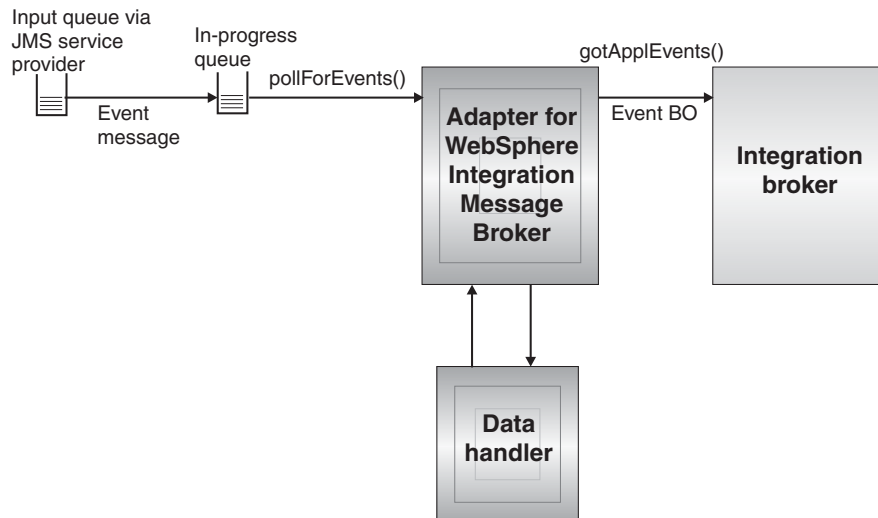 Input queue via
JMS service
provider
In-progress
queue
pollForEvents()
Event
message
Adapter for
WebSphere
Integration
Message
Broker
gotApplEvents()
Event BO
Integration
broker
Data
handler